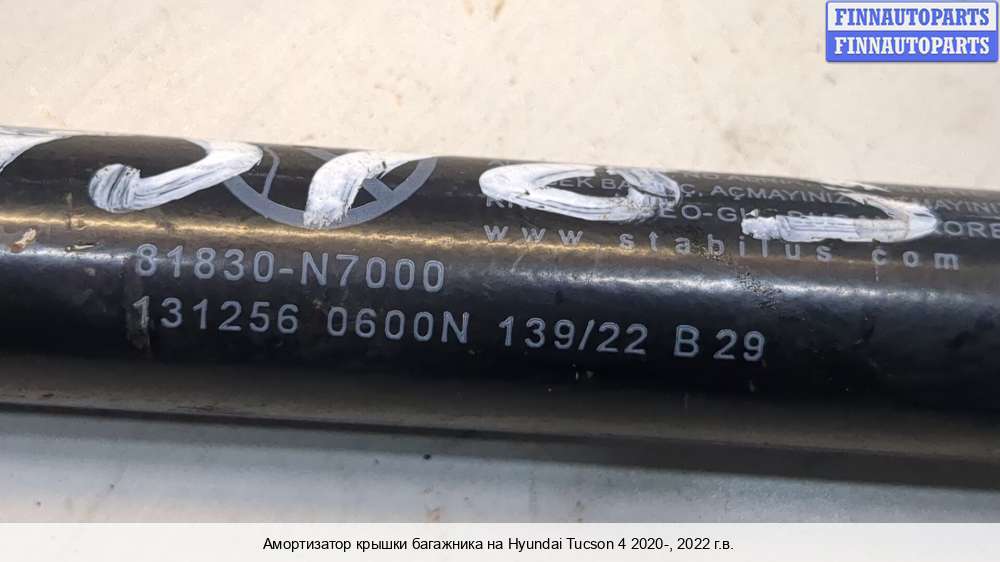 FINNAUTOPARTS
FINNAUTOPARTS
AÇMAYINIZ
www.stabilus.com
81830-N7000
131256 0600N 139/22 B 29
Амортизатор крышки багажника на Hyundai Tucson 4 2020-, 2022 г.в.